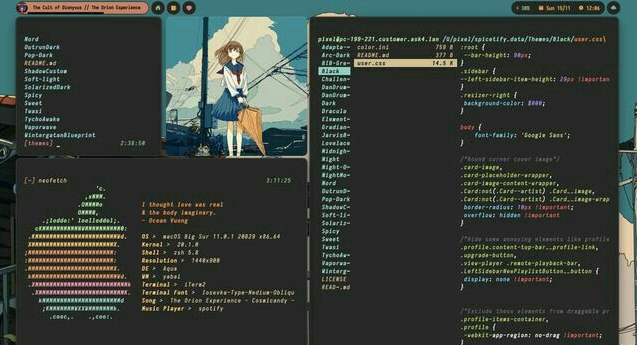 The Cult of Dionysus // The Orion Experience
38%
Sun 15/11
12:06
Nord
OutrunDark
Pop-Dark
README.md
ShadowCustom
Soft-light
SolarizedDark
Spicy
Sweet
Twasi
TychoAwake
Vaporwave
WintergatanBlueprint
[themes]
2:38:50
[~] neofetch
3:11:25
I thought love was real
& the body imaginary.
- Ocean Vuong
OS > macOS Big Sur 11.0.1 20B29 x86_64
Kernel > 20.1.0
Shell > zsh 5.8
Resolution > 1440x900
DE > Aqua
WM > yabai
Terminal > iTerm2
Terminal Font > Iosevka-Type-Medium-Obliqu
Song > The Orion Experience - Cosmicandy -
Music Player > spotify
pixel@pc-199-221.customer.ask4.lan /U/pixel/spicetify_data/Themes/Black/user.css
Adapta~
Arc-Dark
BIB-Gre~
Black
Challen~
DanDrow~
DanDrow~
Dark
Dracula
Element~
Gradian~
JarvisB~
Lovelace
Midnigh~
Night
Night-O~
NightMo~
Nord
OutrunD~
Pop-Dark
ShadowC~
Soft-li~
Solariz~
Spicy
Sweet
Twasi
TychoAw~
Vaporwa~
Winterg~
LICENSE
READ~.md
color.ini 759 B
README.md 377 B
user.css 14.5 K
:root {
--bar-height: 90px;
.sidebar {
--left-sidebar-item-height: 20px !importan
.resizer-right {
background-color: #000;
body {
font-family: 'Google Sans';
/*Round corner cover image*/
.card-image,
.card-placeholder-wrapper,
.card-image-content-wrapper,
.Card:not(.Card--artist) .Card__image,
.Card:not(.Card--artist) .Card__image-wrap
border-radius: 10px !important;
overflow: hidden !important
/*Hide some annoying elements like profile
.profile.content-top-bar__profile-link,
.upgrade-button,
.view-player .remote-playback-bar,
.LeftSidebarNewPlaylistButton__button {
display: none !important;
/*Exclude these elements from draggable pr
.profile-items-container,
.profile {
-webkit-app-region: no-drag !important;